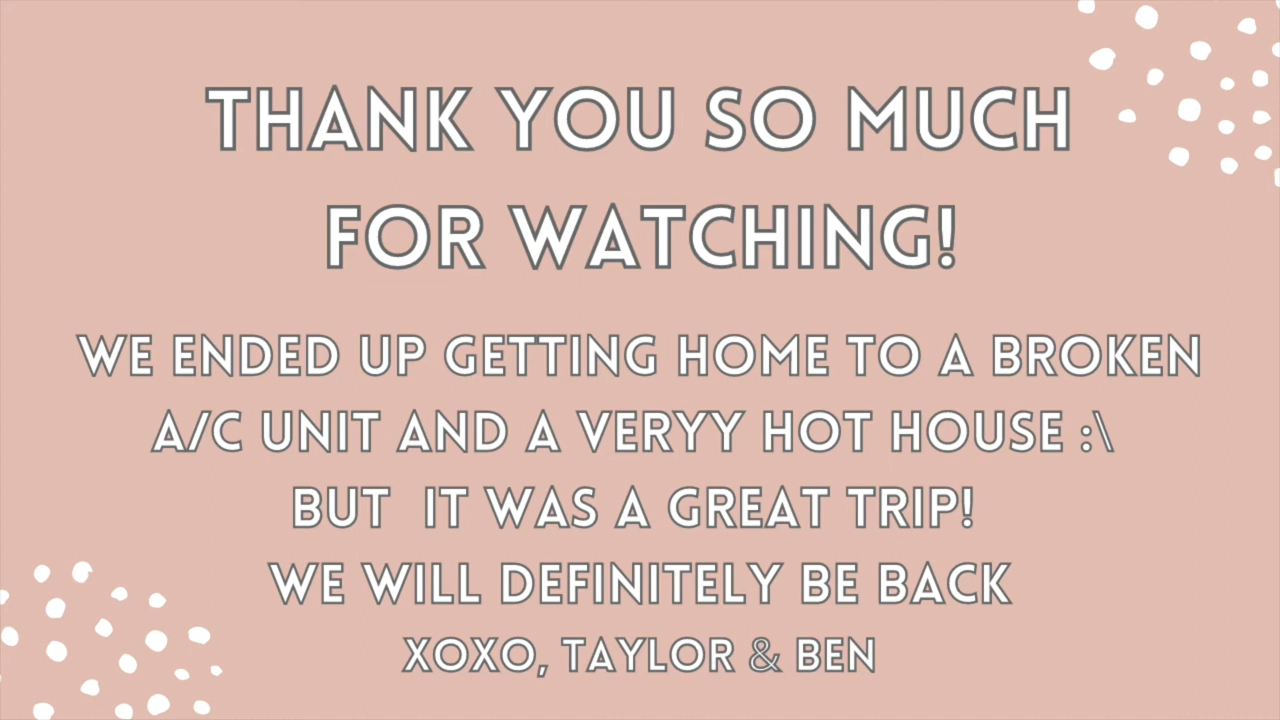 THANK YOU SO MUCH
FOR WATCHING!
WE ENDED UP GETTING HOME TO A BROKEN
A/C UNIT AND A VERYY HOT HOUSE :\
BUT  IT WAS A GREAT TRIP!
WE WILL DEFINITELY BE BACK
XOXO, TAYLOR & BEN